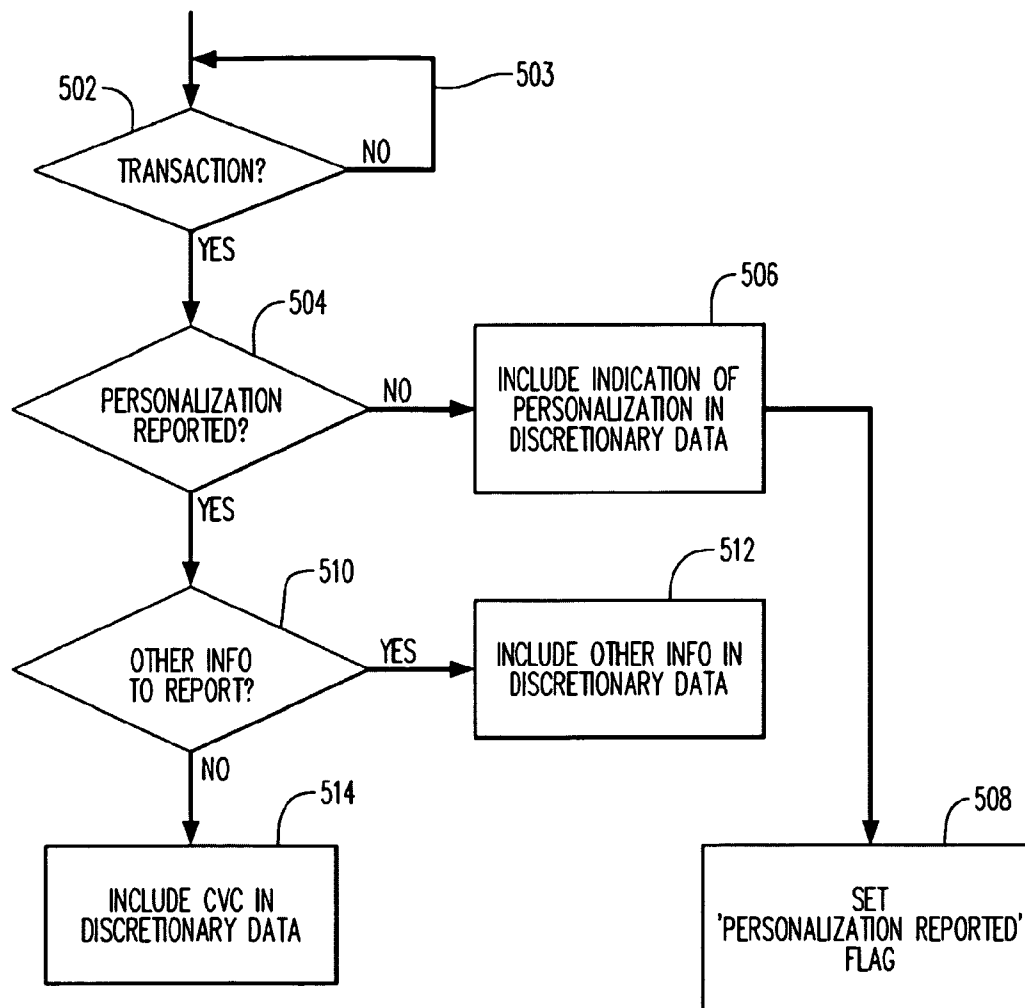 503
502
TRANSACTION?
NO
YES
504
506
PERSONALIZATION
REPORTED?
NO
INCLUDE INDICATION OF
PERSONALIZATION IN
DISCRETIONARY DATA
YES
510
512
OTHER INFO
TO REPORT?
YES
INCLUDE OTHER INFO IN
DISCRETIONARY DATA
NO
514
508
INCLUDE CVC IN
DISCRETIONARY DATA
SET
'PERSONALIZATION REPORTED'
FLAG